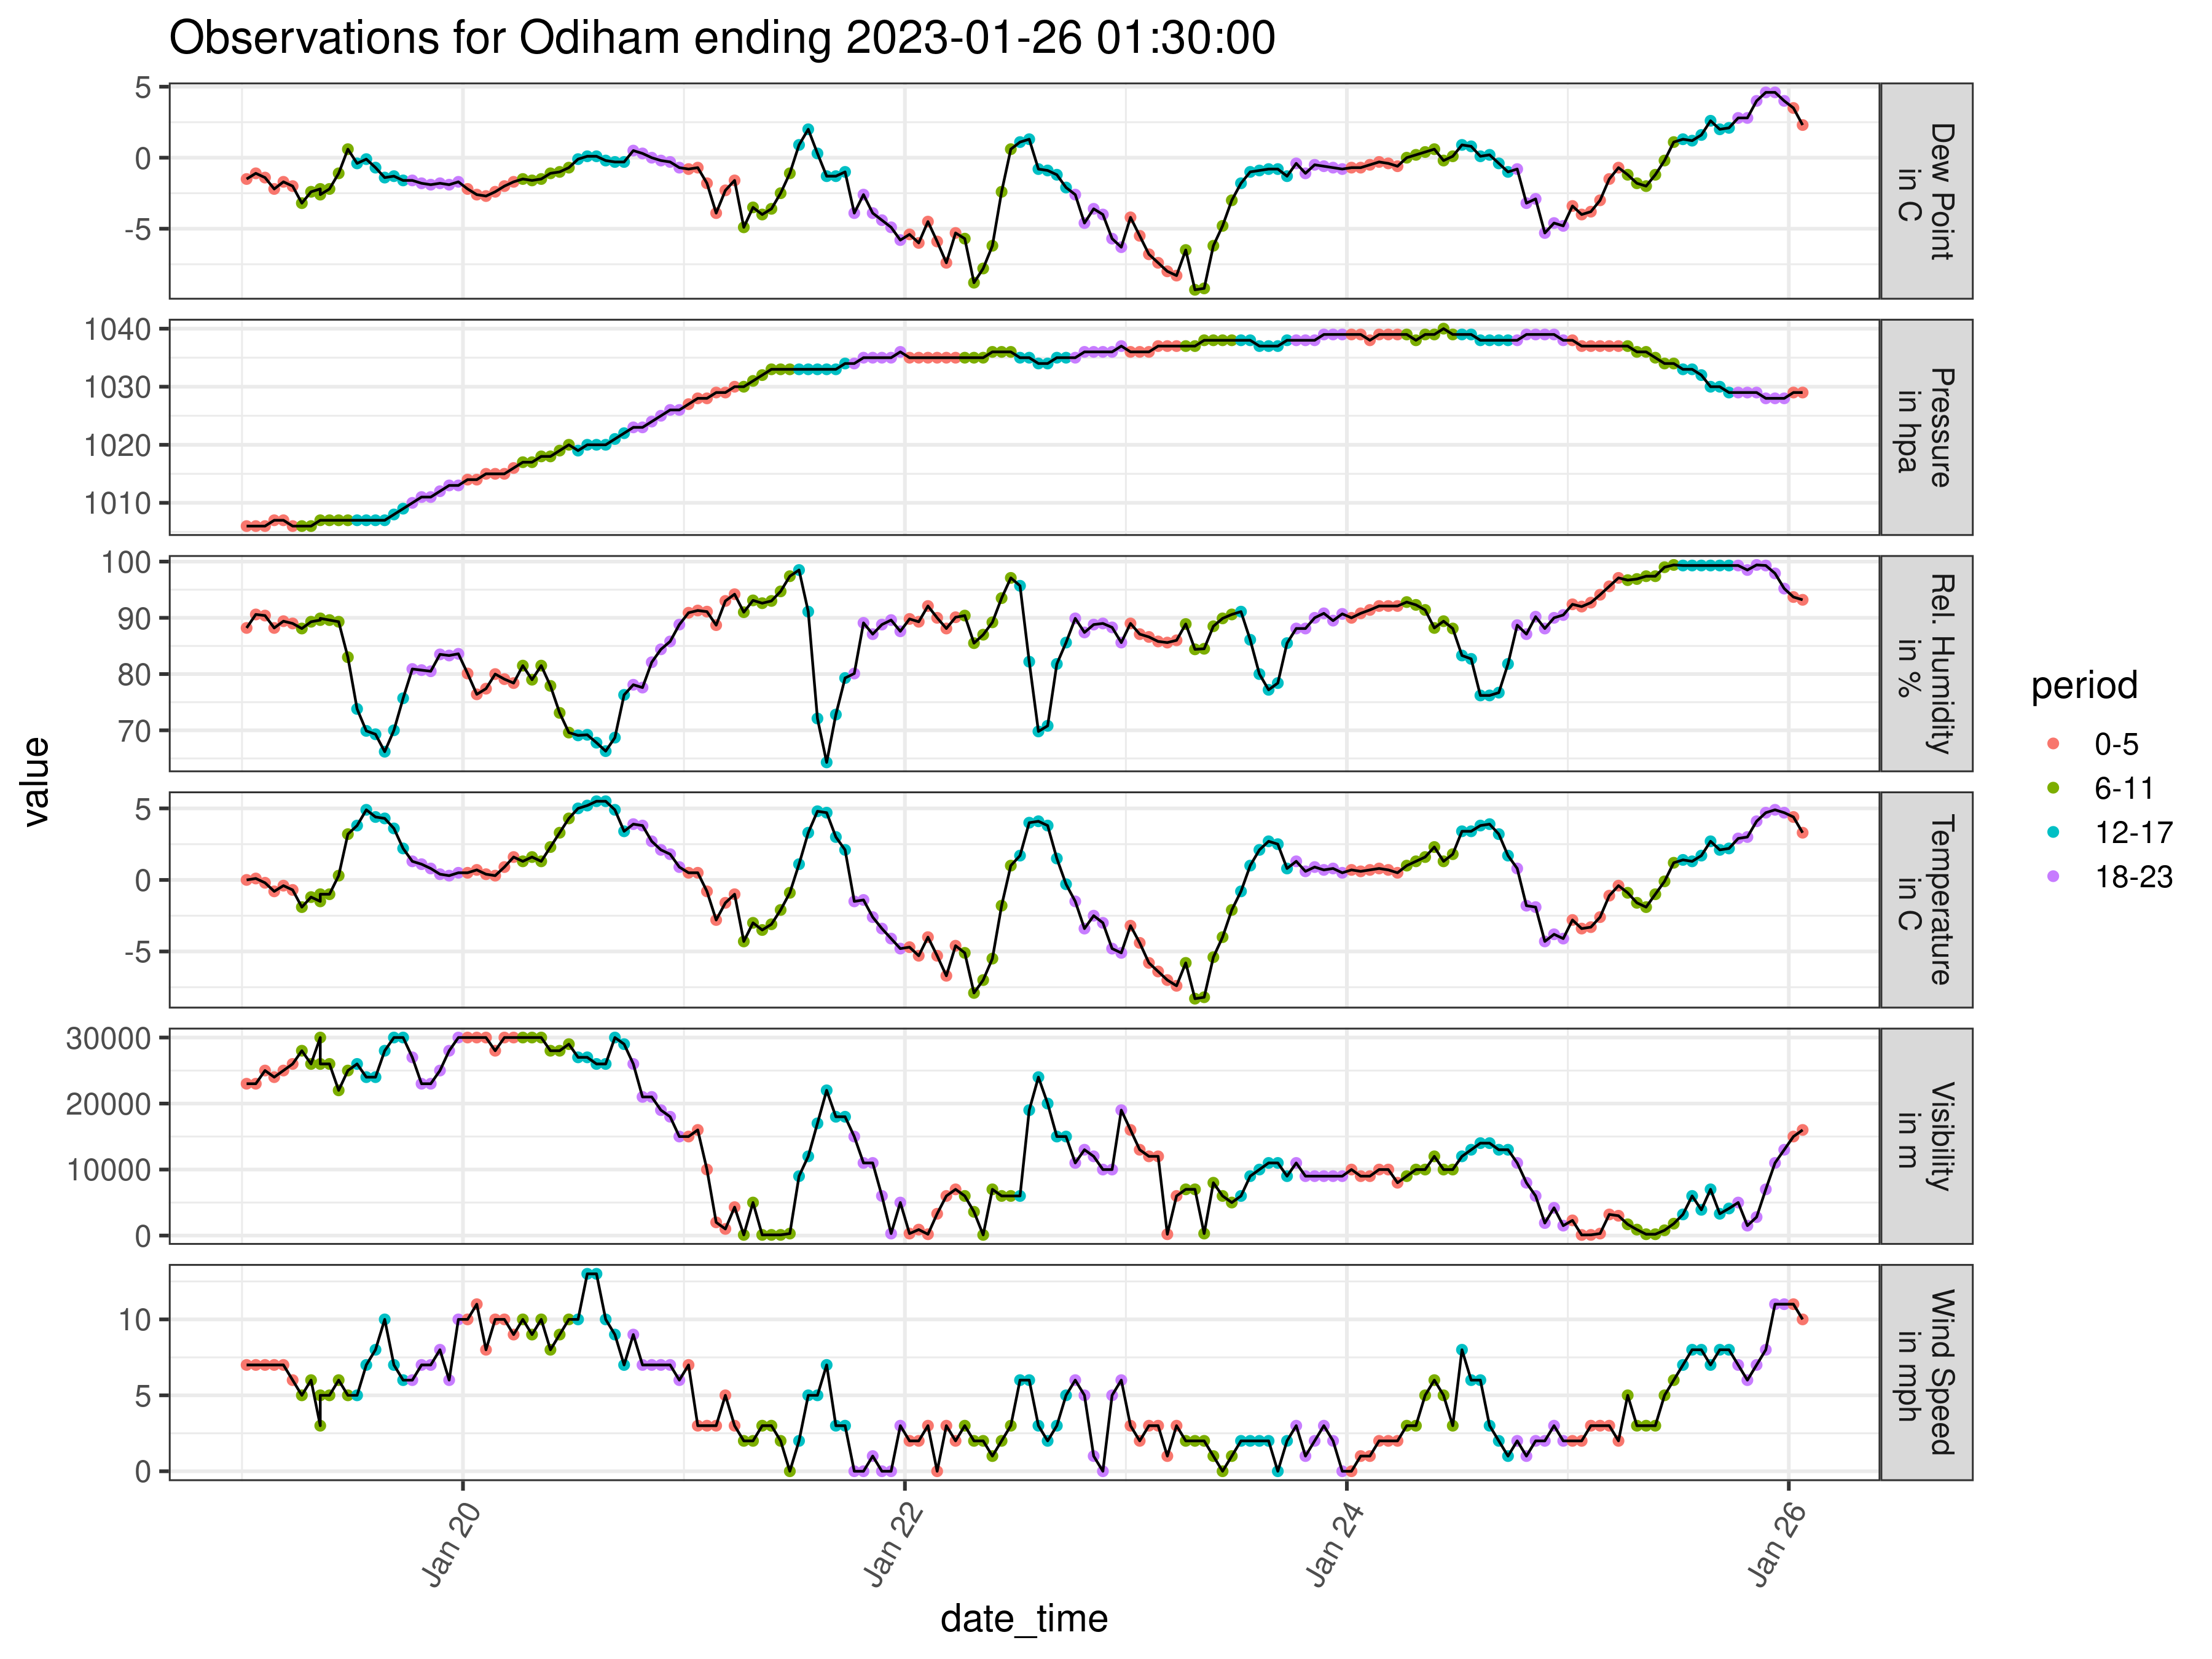 Observations for Odiham ending 2023-01-26 01:30:00
value
5
0
-5
Dew Point
in C
1040
1030
1020
1010
Pressure
in hpa
100
90
80
70
Rel. Humidity
in %
5
0
-5
Temperature
in C
30000
20000
10000
0
Visibility
in m
10
5
0
Wind Speed
in mph
Jan 20
Jan 22
Jan 24
Jan 26
date_time
period
0-5
6-11
12-17
18-23